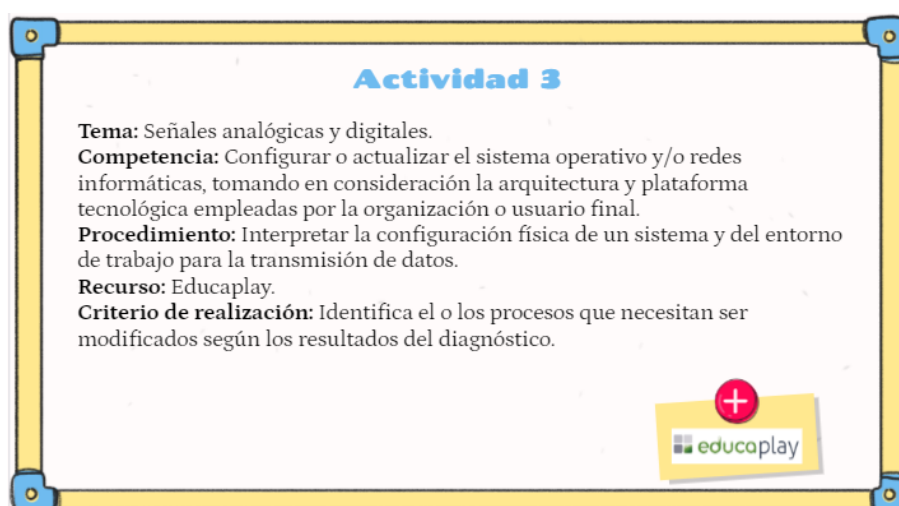 Actividad 3
Tema: Señales analógicas y digitales.
Competencia: Configurar o actualizar el sistema operativo y/o redes
informáticas, tomando en consideración la arquitectura y plataforma
tecnológica empleadas por la organización o usuario final.
Procedimiento: Interpretar la configuración física de un sistema y del entorno
de trabajo para la transmisión de datos.
Recurso: Educaplay.
Criterio de realización: Identifica el o los procesos que necesitan ser
modificados según los resultados del diagnóstico.
educaplay